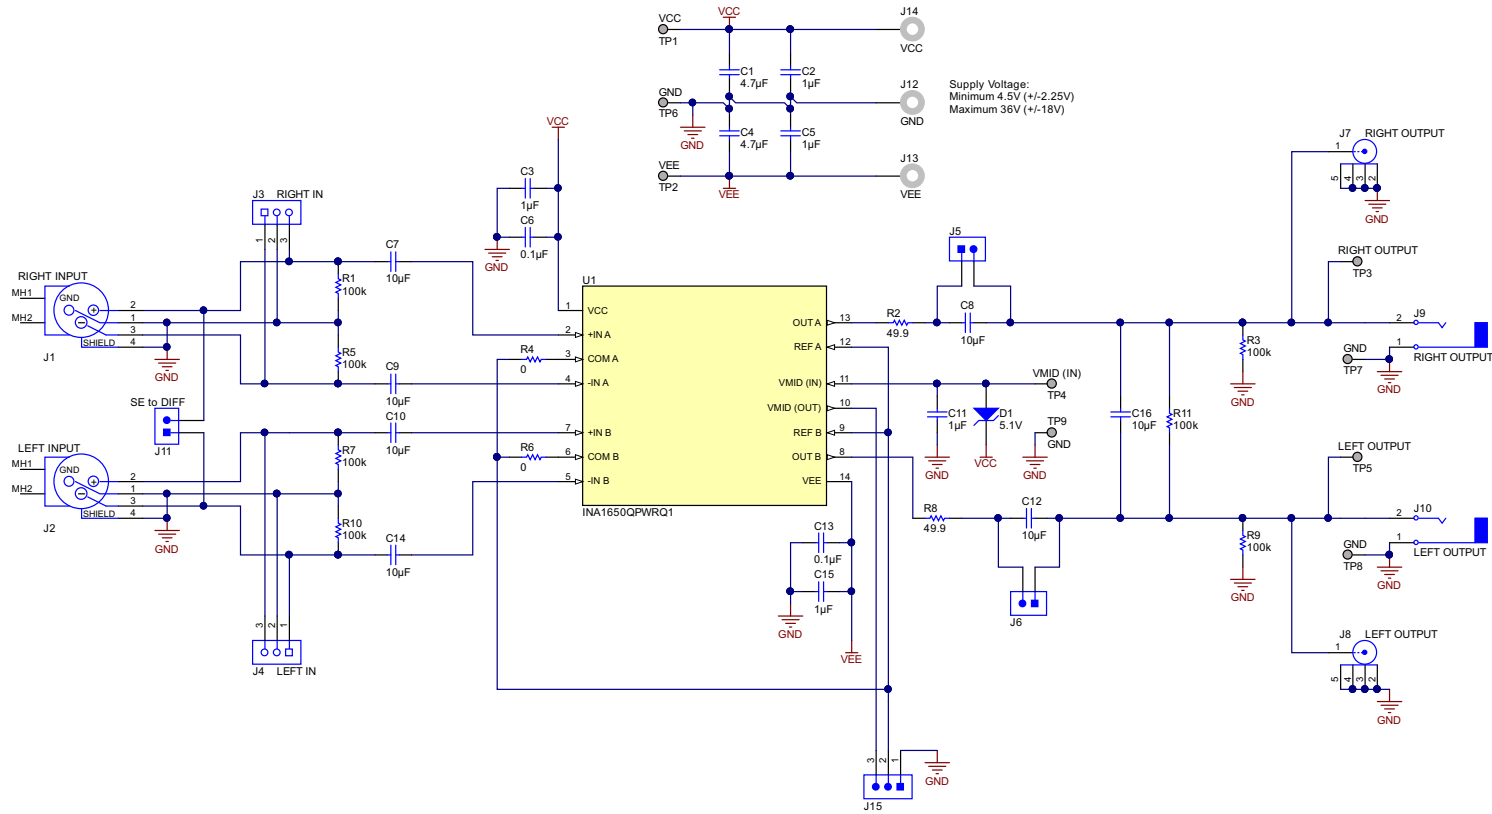 VCC
TP1
VCC
J14
VCC
C1
4.7µF
C2
1µF
GND
TP6
J12
GND
Supply Voltage:
Minimum 4.5V (+/-2.25V)
Maximum 36V (+/-18V)
GND
C4
4.7µF
C5
1µF
VEE
TP2
VEE
J13
VEE
VCC
C3
1µF
C6
0.1µF
GND
J3 RIGHT IN
1 2 3
RIGHT INPUT
MH1
MH2
GND
2
1
3
4
SHIELD
J1
GND
R1
100k
R5
100k
C7
10µF
C9
10µF
SE to DIFF
J11
LEFT INPUT
MH1
MH2
GND
2
1
3
4
SHIELD
J2
GND
R7
100k
R10
100k
C10
10µF
C14
10µF
3 2 1
J4 LEFT IN
R4
0
R6
0
U1
1 VCC
2 +IN A
3 COM A
4 -IN A
7 +IN B
6 COM B
5 -IN B
OUT A 13
REF A 12
VMID (IN) 11
VMID (OUT) 10
REF B 9
OUT B 8
VEE 14
INA1650QPWRQ1
C13
0.1µF
C15
1µF
GND
VEE
3 2 1
J15
GND
J5
R2
49.9
C8
10µF
VMID (IN)
TP4
C11
1µF
GND
D1
5.1V
VCC
TP9
GND
GND
R8
49.9
C12
10µF
J6
C16
10µF
R11
100k
R3
100k
GND
R9
100k
GND
J7 RIGHT OUTPUT
1
5 4 3 2
GND
RIGHT OUTPUT
TP3
2 J9
1
GND
TP7
RIGHT OUTPUT
GND
LEFT OUTPUT
TP5
2 J10
1
GND
TP8
LEFT OUTPUT
GND
J8 LEFT OUTPUT
1
5 4 3 2
GND